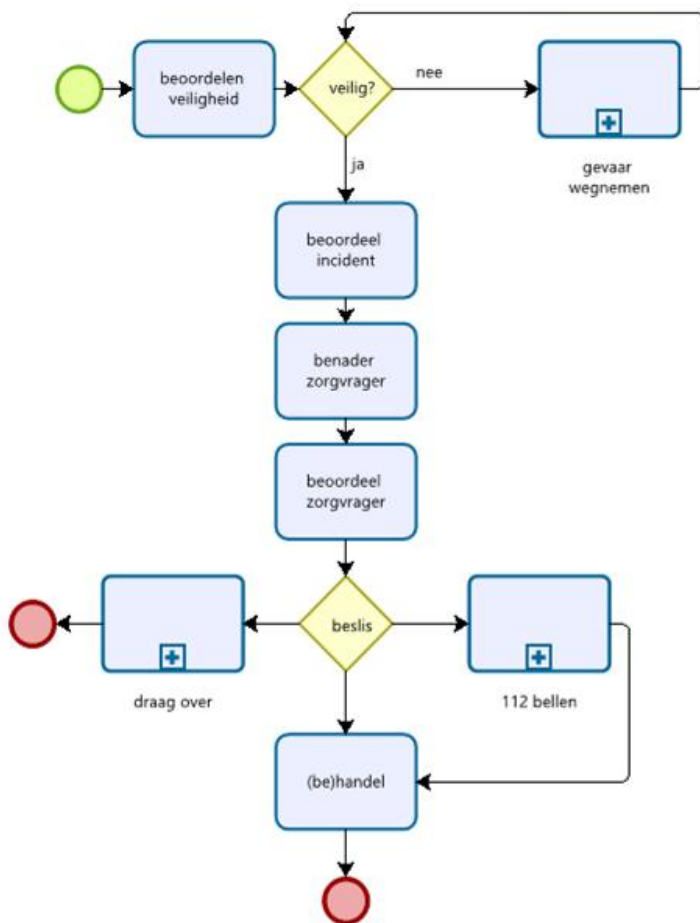 beoordelen
veiligheid
veilig?
nee
gevaar
wegnemen
ja
beoordeel
incident
benader
zorgvrager
beoordeel
zorgvrager
beslis
draag over
112 bellen
(be)handel